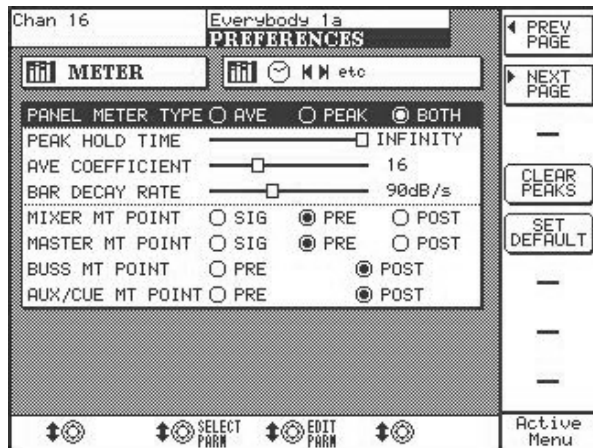 Chan 16
Everybody 1a
PREFERENCES
METER
etc
PANEL METER TYPE AVE PEAK BOTH
PEAK HOLD TIME INFINITY
AVE COEFFICIENT 16
BAR DECAY RATE 90dB/s
MIXER MT POINT SIG PRE POST
MASTER MT POINT SIG PRE POST
BUSS MT POINT PRE POST
AUX/CUE MT POINT PRE POST
SELECT PARM
EDIT PARM
PREV PAGE
NEXT PAGE
CLEAR PEAKS
SET DEFAULT
Active Menu